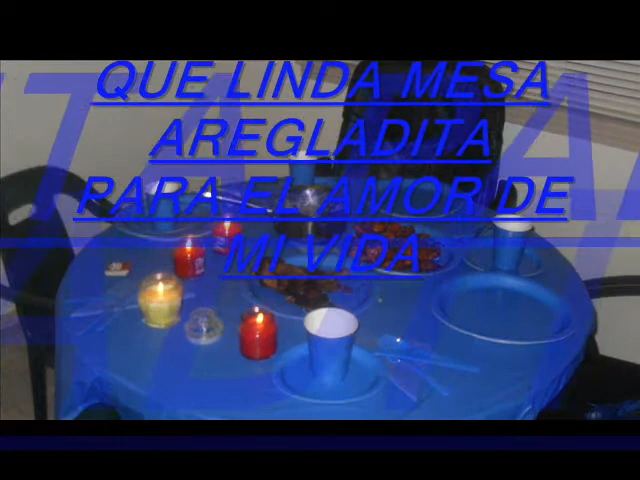 QUE LINDA MESA
AREGLADITA
PARA EL AMOR DE
MI VIDA